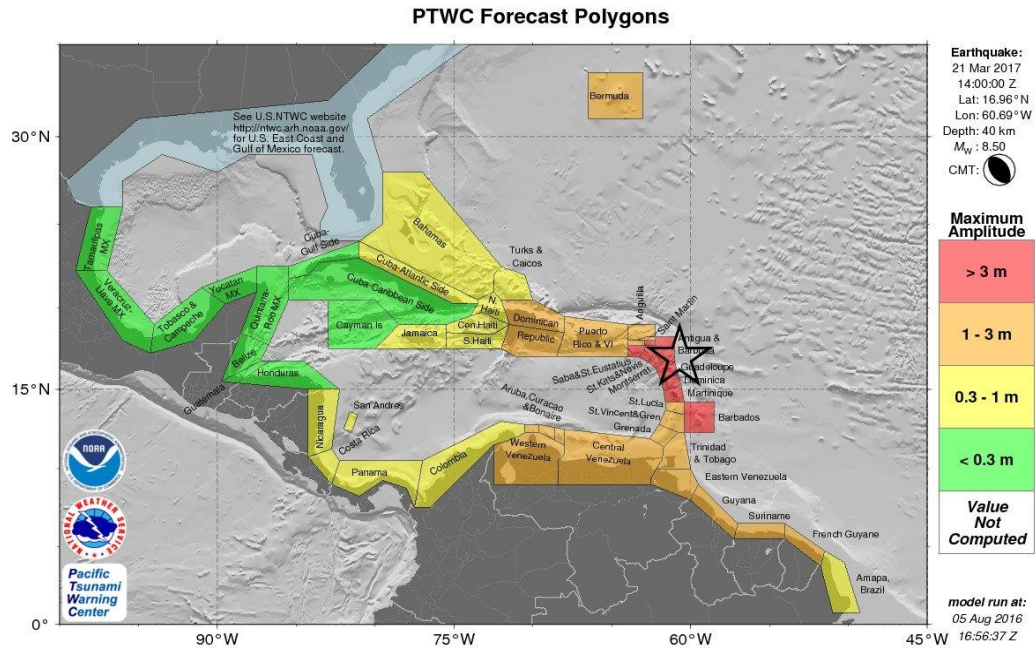 PTWC Forecast Polygons
Earthquake:
21 Mar 2017
14:00:00 Z
Lat: 16.96°N
Lon: 60.69°W
Depth: 40 km
Mw : 8.50
CMT:
Maximum
Amplitude
> 3 m
1 - 3 m
0.3 - 1 m
< 0.3 m
Value
Not
Computed
model run at:
05 Aug 2016
16:56:37 Z
30°N
15°N
0°
90°W
75°W
60°W
45°W
See U.S.NTWC website
http://ntwc.arh.noaa.gov/
for U.S. East Coast and
Gulf of Mexico forecast.
Bermuda
Bahamas
Cuba-
Gulf Side
Cuba-Atlantic Side
Cuba-Caribbean Side
Turks &
Caicos
Tamaulipas
MX
Veracruz-
Llave MX
Tobasco &
Campeche
Yucatan
MX
Quintana-
Roo MX
Belize
Guatemala
Honduras
Cayman Is
Jamaica
N.
Haiti
Cen.Haiti
S.Haiti
Dominican
Republic
Puerto
Rico & VI
Anguilla
Saint Martin
Antigua &
Barbuda
Saba&St.Eustatius
St.Kitts&Nevis
Montserrat
Guadeloupe
Dominica
Martinique
St.Lucia
Barbados
St.Vincent&Gren
Grenada
Aruba,Curacao
&Bonaire
San Andres
Nicaragua
Costa Rica
Panama
Colombia
Western
Venezuela
Central
Venezuela
Trinidad
& Tobago
Eastern Venezuela
Guyana
Suriname
French Guyane
Amapa,
Brazil
NOAA
NATIONAL WEATHER SERVICE
Pacific
Tsunami
Warning
Center